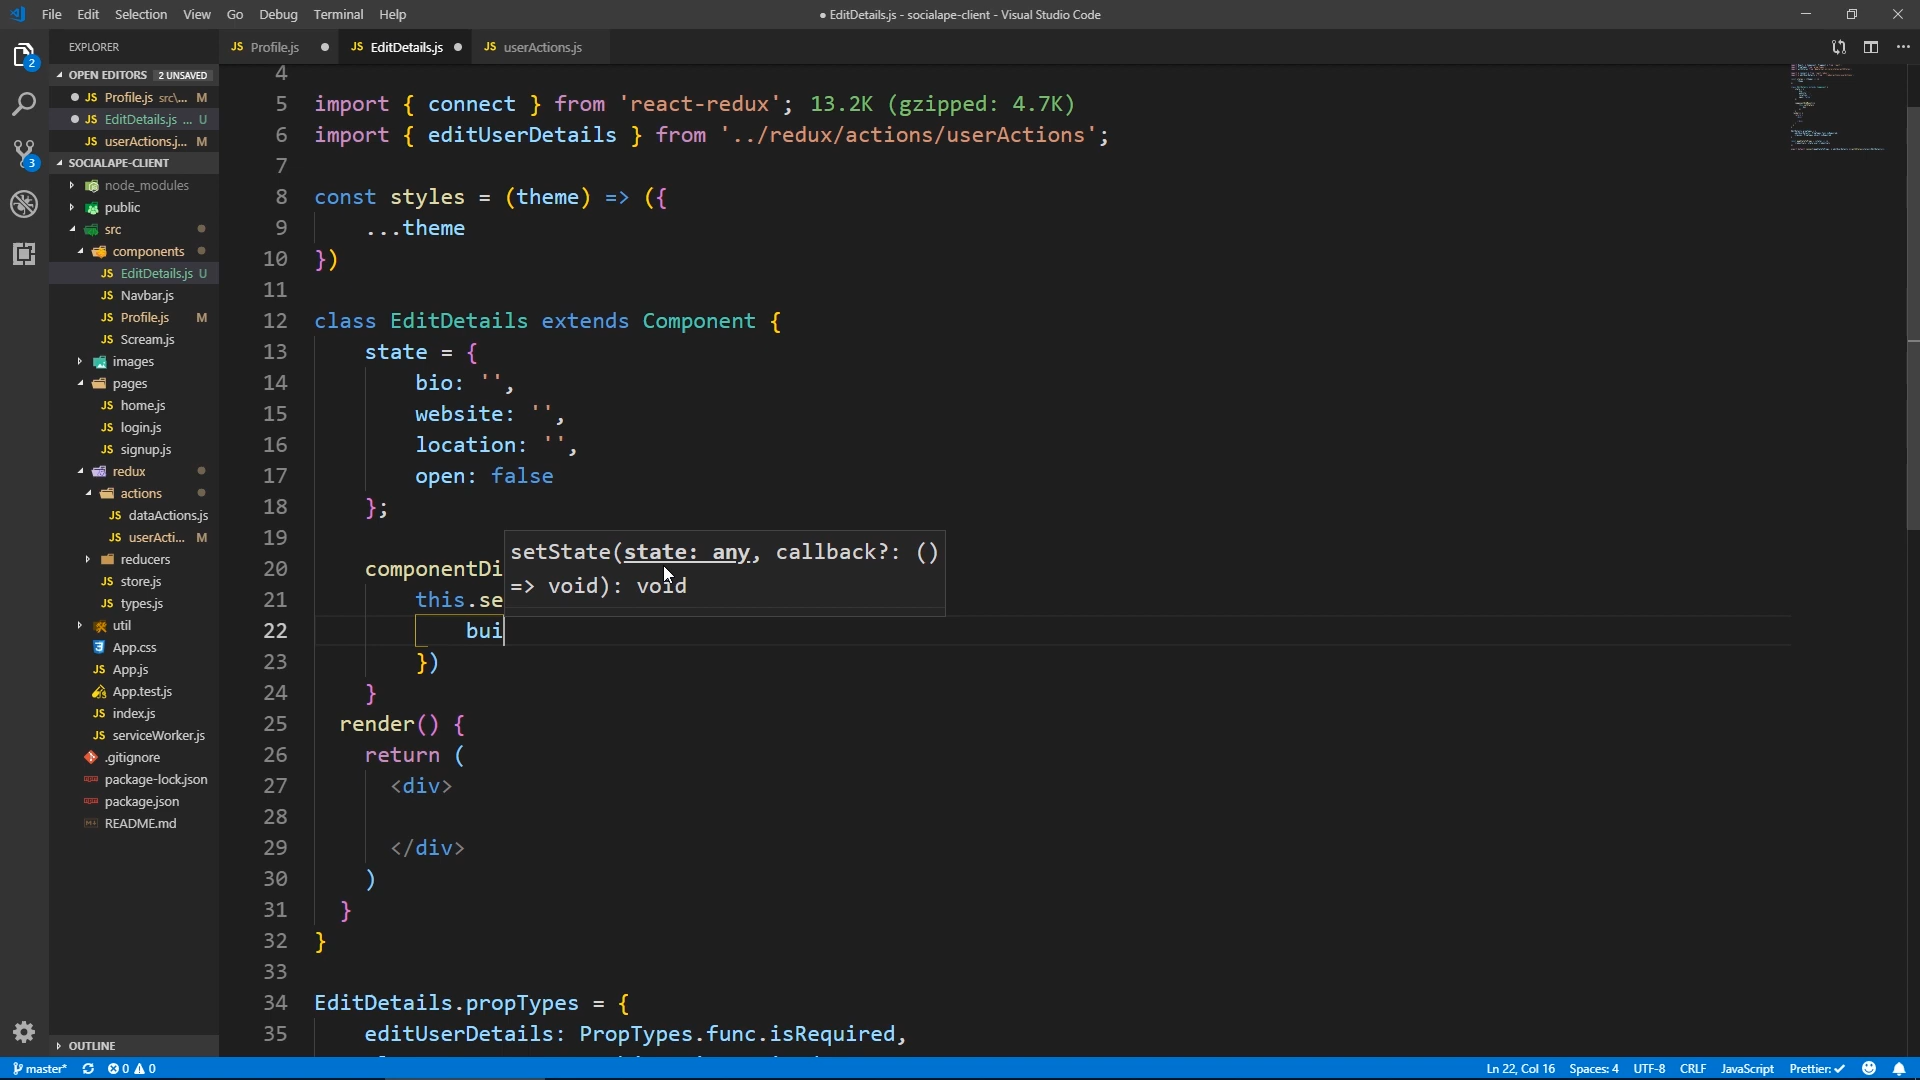 File Edit Selection View Go Debug Terminal Help
● EditDetails.js - socialape-client - Visual Studio Code
EXPLORER
OPEN EDITORS 2 UNSAVED
JS Profile.js src\... M
JS EditDetails.js ... U
JS userActions.j... M
SOCIALAPE-CLIENT
node_modules
public
src
components
JS EditDetails.js U
JS Navbar.js
JS Profile.js M
JS Scream.js
images
pages
JS home.js
JS login.js
JS signup.js
redux
actions
JS dataActions.js
JS userActi... M
reducers
JS store.js
JS types.js
util
App.css
JS App.js
App.test.js
JS index.js
JS serviceWorker.js
.gitignore
package-lock.json
package.json
README.md
OUTLINE
2
3
JS Profile.js
JS EditDetails.js
JS userActions.js
4
5 import { connect } from 'react-redux'; 13.2K (gzipped: 4.7K)
6 import { editUserDetails } from '../redux/actions/userActions';
7
8 const styles = (theme) => ({
9 ...theme
10 })
11
12 class EditDetails extends Component {
13 state = {
14 bio: '',
15 website: '',
16 location: '',
17 open: false
18 };
19
20 componentDi
21 this.se
22 bui
23 })
24 }
25 render() {
26 return (
27 <div>
28
29 </div>
30 )
31 }
32 }
33
34 EditDetails.propTypes = {
35 editUserDetails: PropTypes.func.isRequired,
setState(state: any, callback?: ()
=> void): void
master* 0 0
Ln 22, Col 16 Spaces: 4 UTF-8 CRLF JavaScript Prettier: ✓